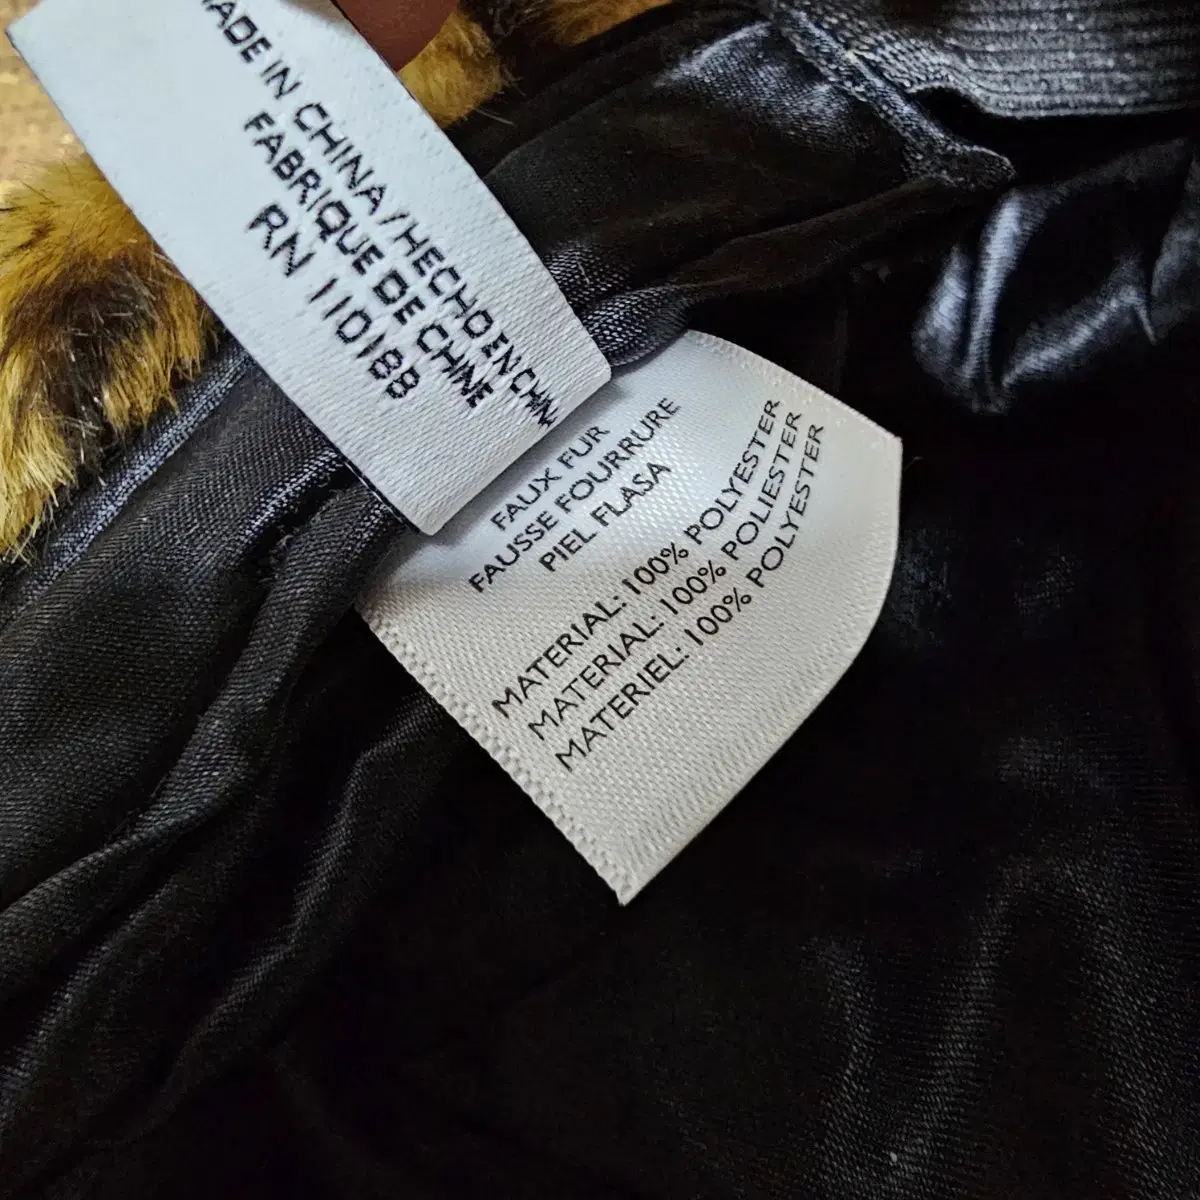 MADE IN CHINA/HECHO EN CHIN
FABRIQUE DE CHINE
RN 110188
FAUX FUR
FAUSSE FOURRURE
PIEL FLASA
MATERIAL: 100% POLYESTER
MATERIAL: 100% POLIESTER
MATERIEL: 100% POLYESTER